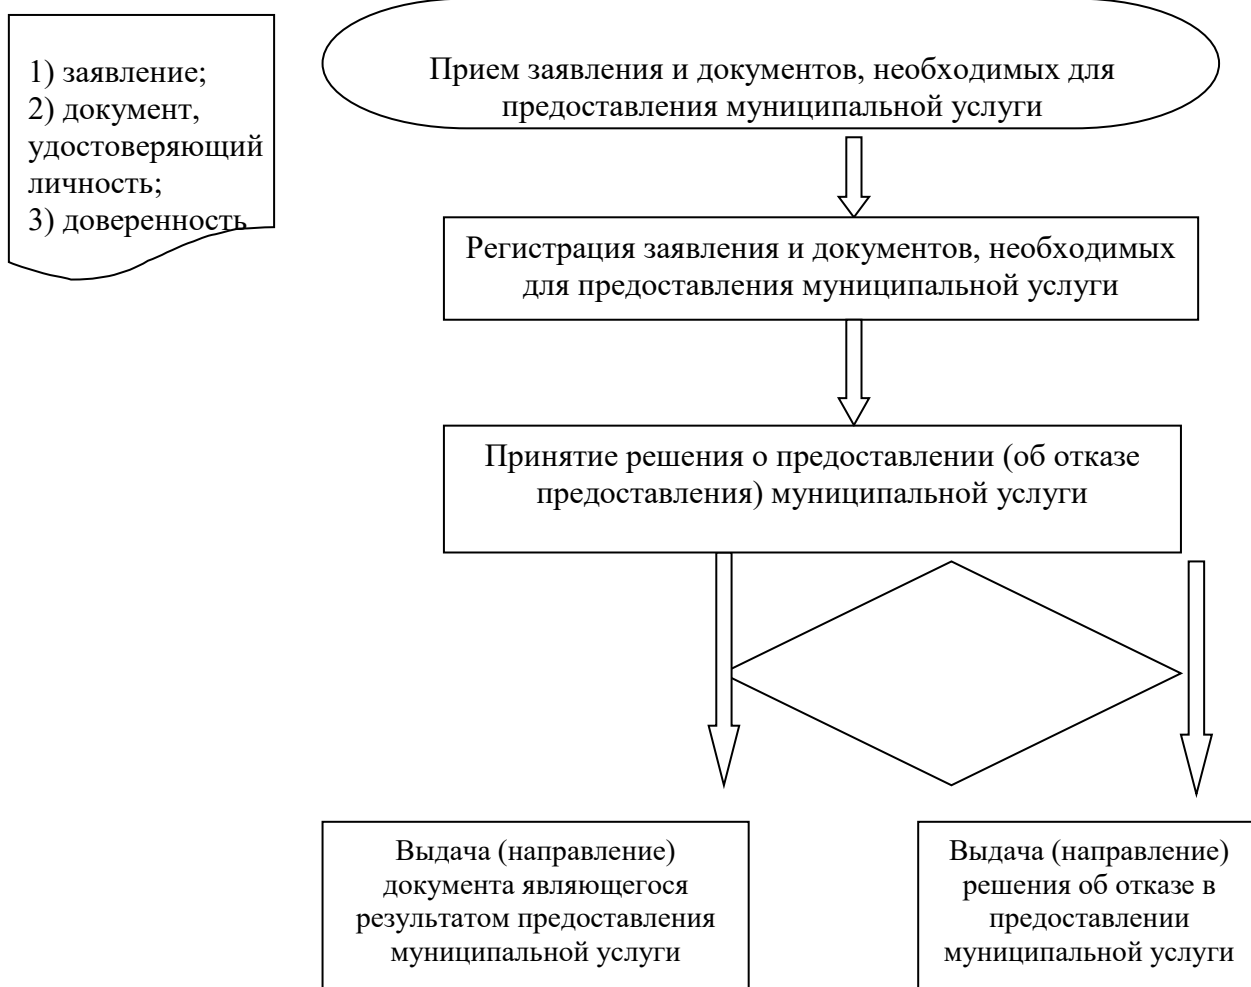 1) заявление;
2) документ,
удостоверяющий
личность;
3) доверенность
Прием заявления и документов, необходимых для
предоставления муниципальной услуги
Регистрация заявления и документов, необходимых
для предоставления муниципальной услуги
Принятие решения о предоставлении (об отказе
предоставления) муниципальной услуги
Выдача (направление)
документа являющегося
результатом предоставления
муниципальной услуги
Выдача (направление)
решения об отказе в
предоставлении
муниципальной услуги